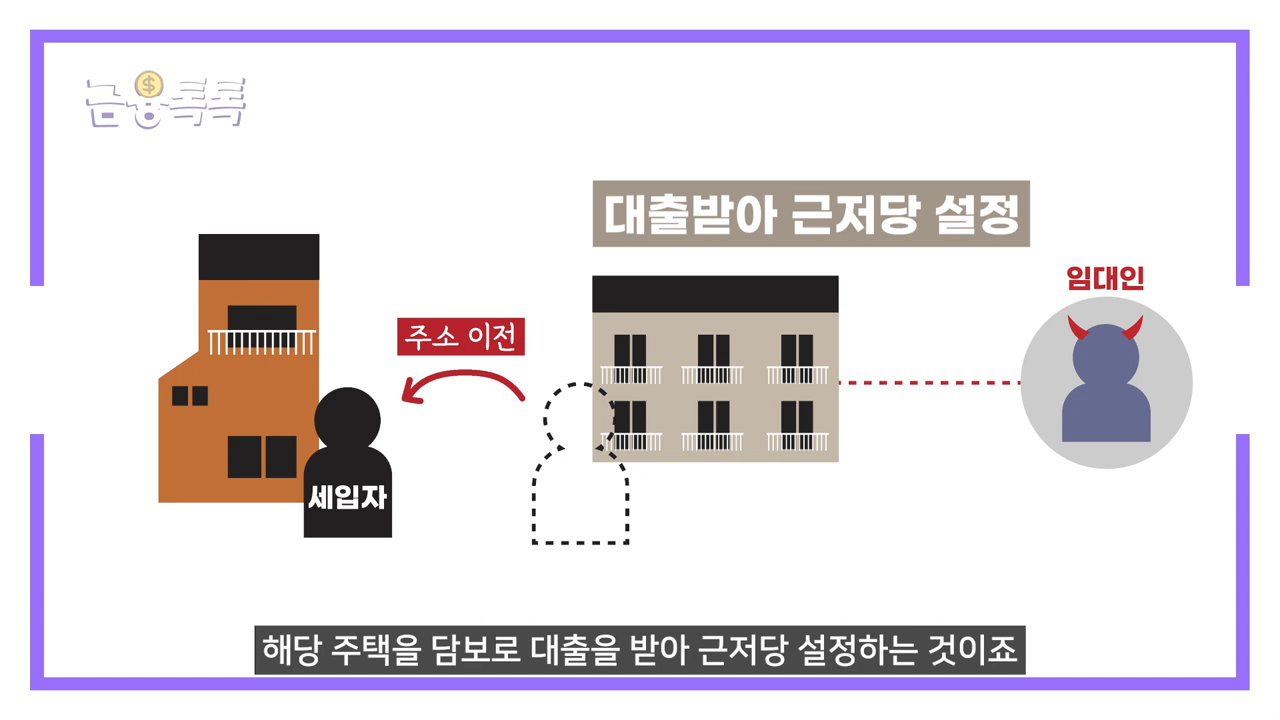 금융톡톡
대출받아 근저당 설정
임대인
주소 이전
세입자
해당 주택을 담보로 대출을 받아 근저당 설정하는 것이죠